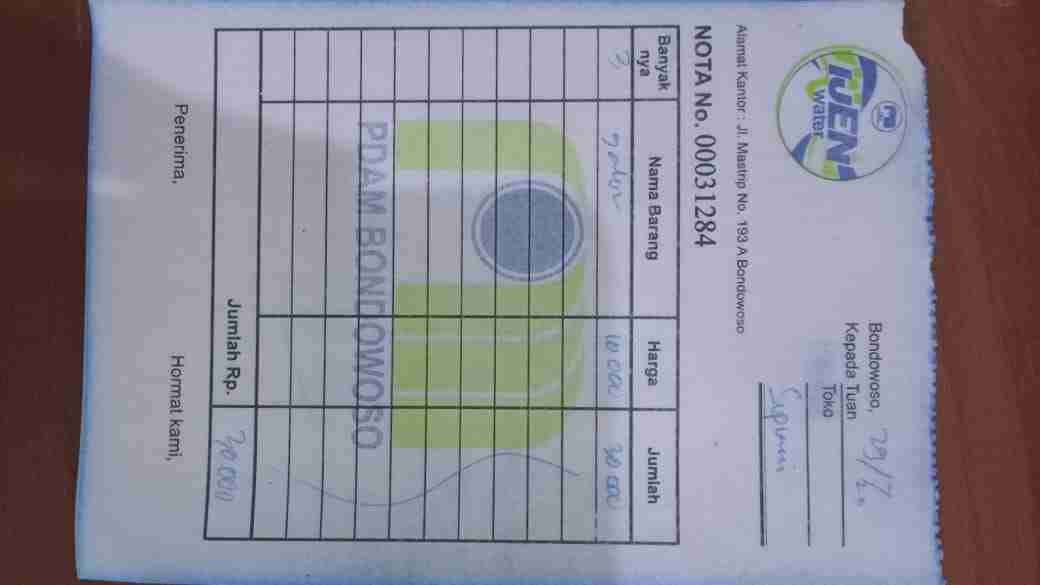 IJEN
water
Alamat Kantor : Jl. Mastrip No. 193 A Bondowoso
Bondowoso, 29/7
Kepada Tuan
Toko
NOTA No. 00031284
Banyak nya Nama Barang Harga Jumlah
3 galon 10 000 30 000
PDAM BONDOWOSO
Jumlah Rp. 30 000
Penerima, Hormat kami,